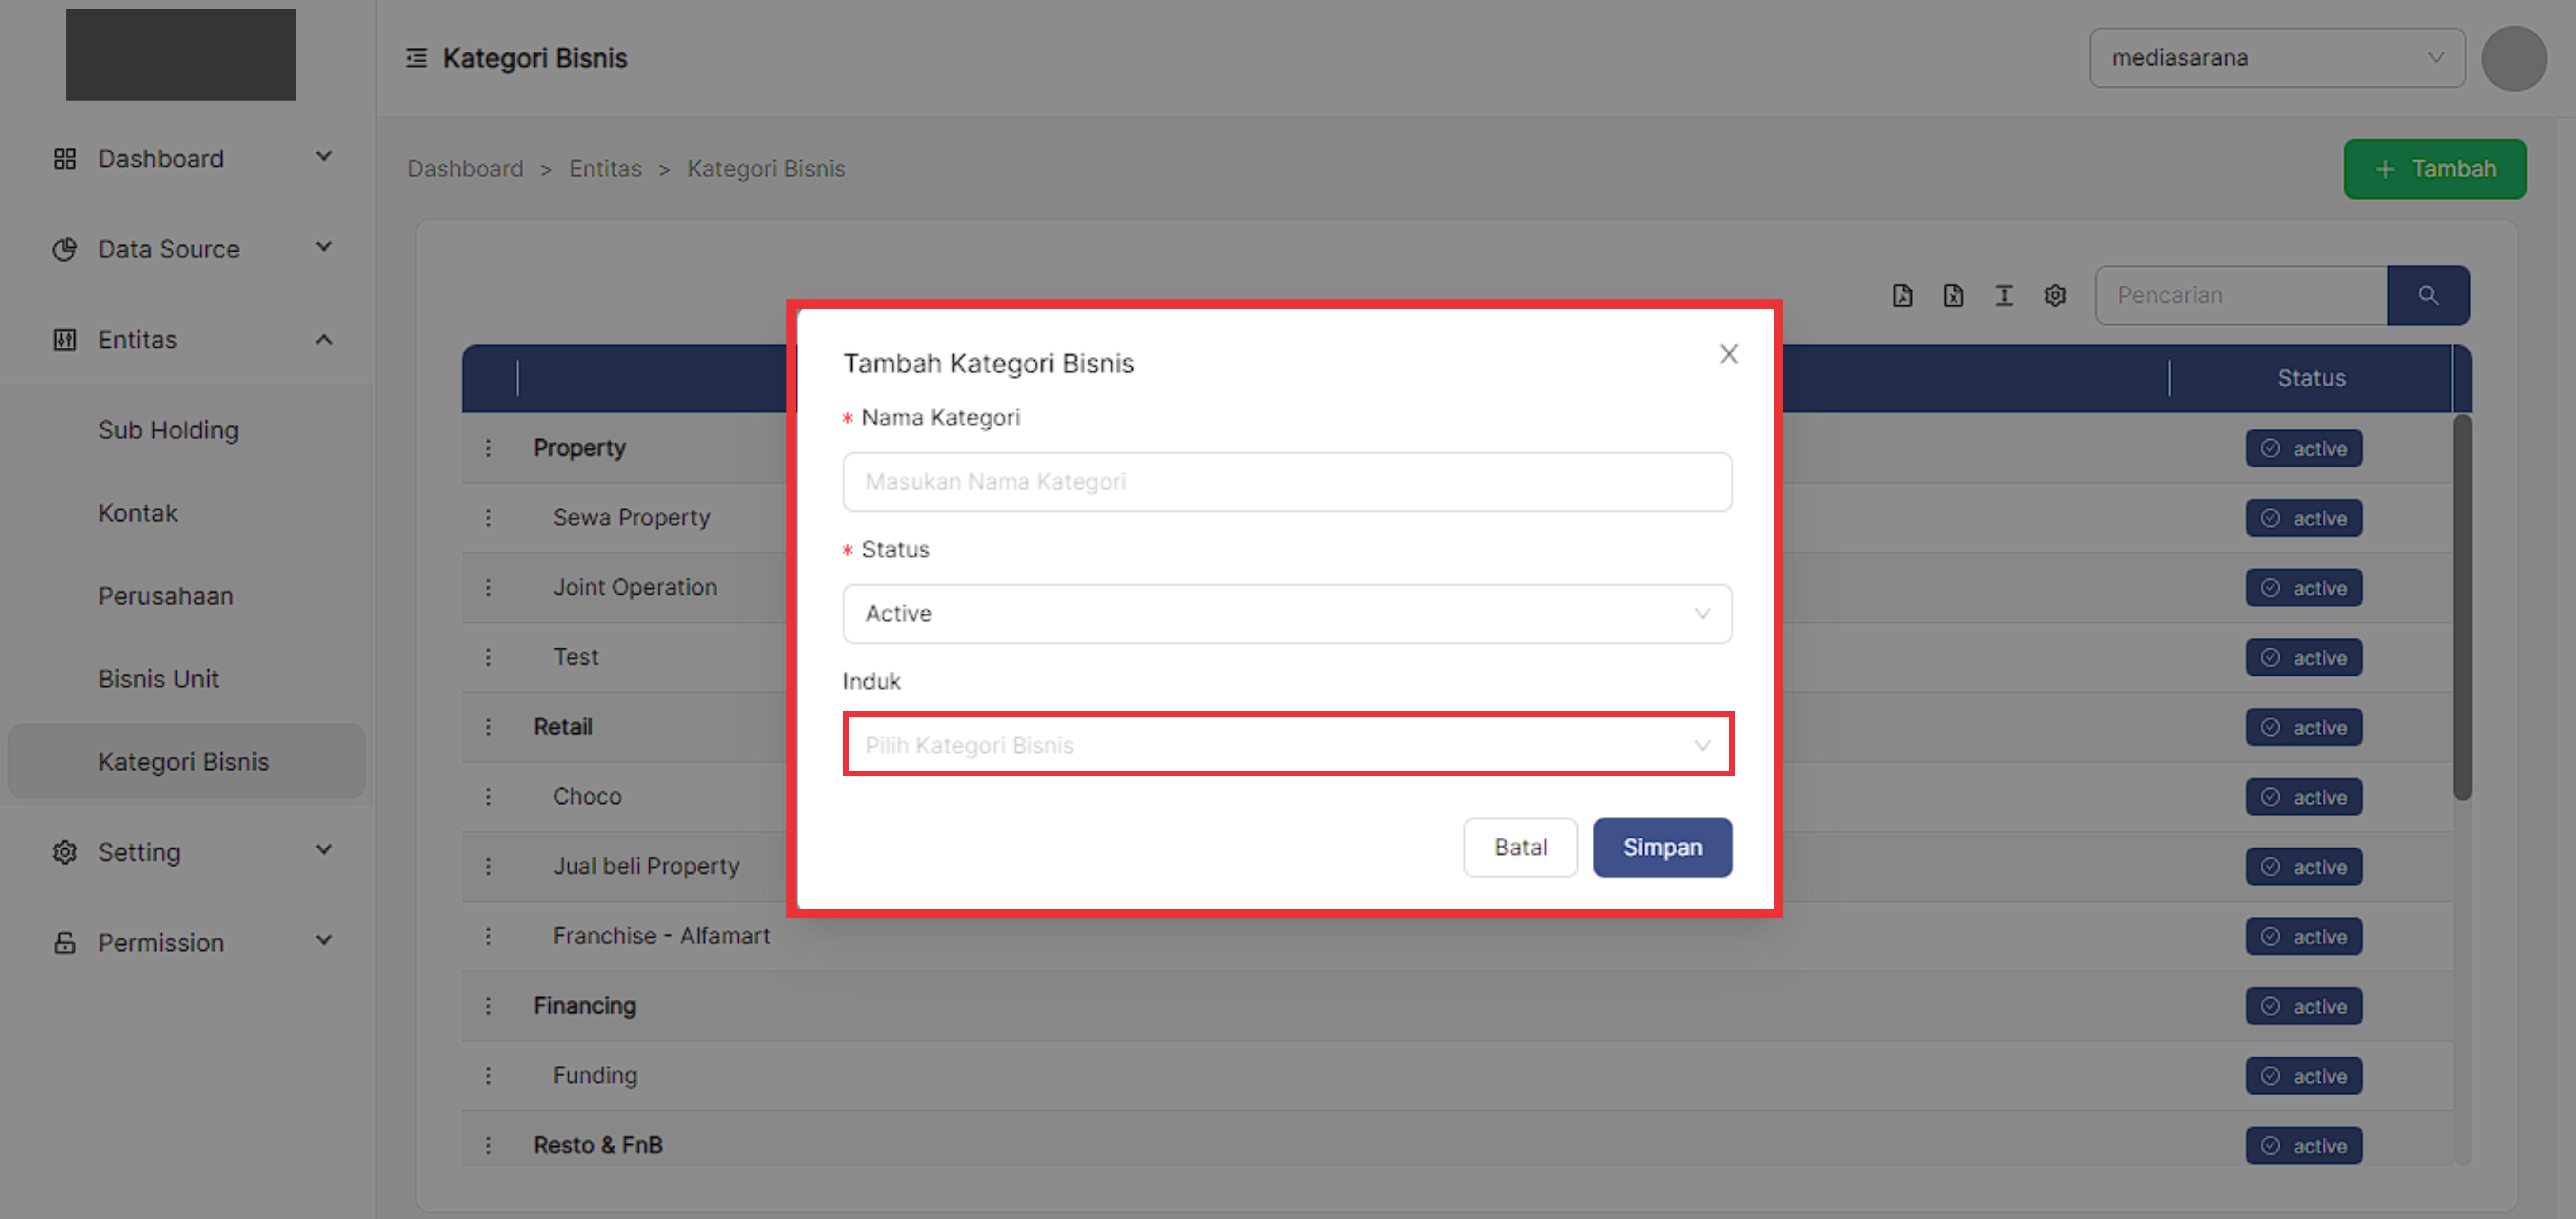 Kategori Bisnis
mediasarana
Dashboard
Data Source
Entitas
Sub Holding
Kontak
Perusahaan
Bisnis Unit
Kategori Bisnis
Setting
Permission
Dashboard > Entitas > Kategori Bisnis
+ Tambah
Pencarian
Status
Property active
Sewa Property active
Joint Operation active
Test active
Retail active
Choco active
Jual beli Property active
Franchise - Alfamart active
Financing active
Funding active
Resto & FnB active
Tambah Kategori Bisnis
* Nama Kategori
Masukan Nama Kategori
* Status
Active
Induk
Pilih Kategori Bisnis
Batal Simpan